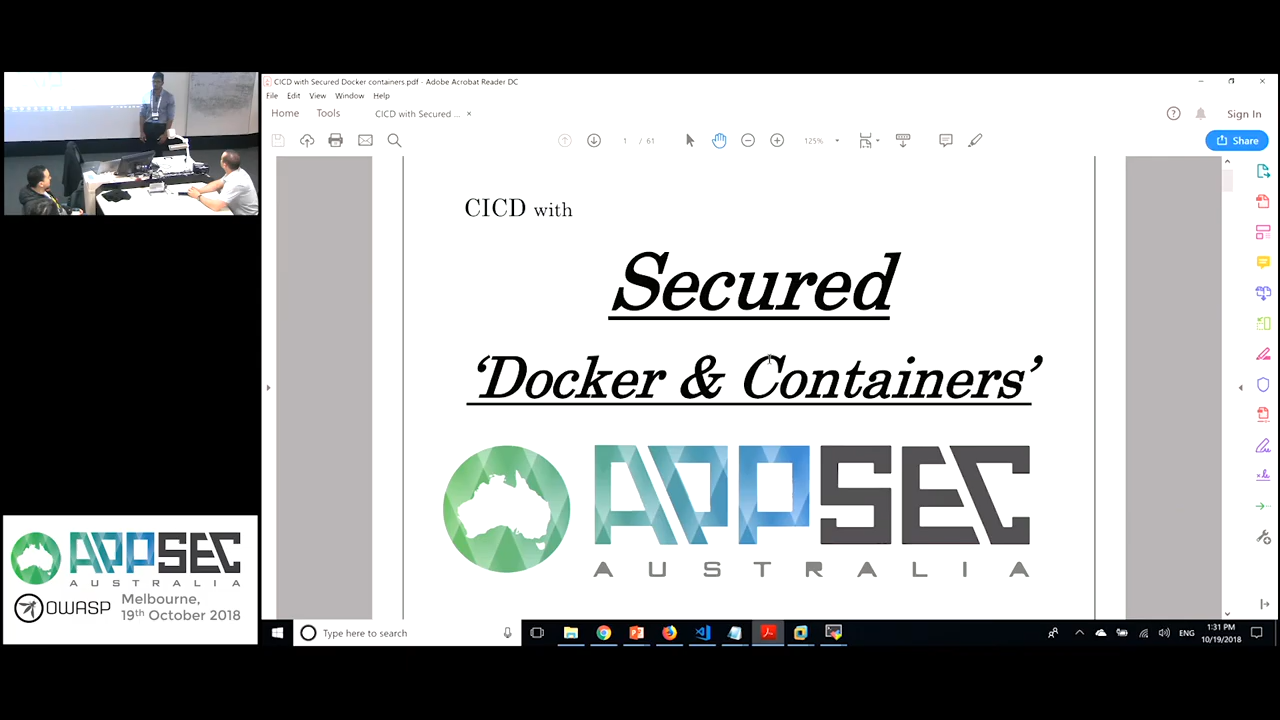 CICD with Secured Docker containers.pdf - Adobe Acrobat Reader DC
File Edit View Window Help
Home Tools CICD with Secured ... ×
Sign In
1 / 61
125%
Share
CICD with
Secured
‘Docker & Containers’
APPSEC
AUSTRALIA
APPSEC
AUSTRALIA
OWASP
Melbourne,
19th October 2018
Type here to search
ENG
1:31 PM
10/19/2018